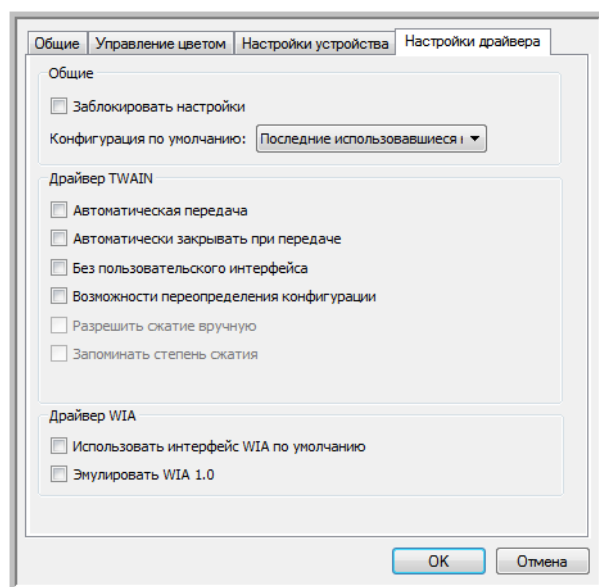 Общие Управление цветом Настройки устройства Настройки драйвера
Общие
Заблокировать настройки
Конфигурация по умолчанию: Последние использовавшиеся
Драйвер TWAIN
Автоматическая передача
Автоматически закрывать при передаче
Без пользовательского интерфейса
Возможности переопределения конфигурации
Разрешить сжатие вручную
Запоминать степень сжатия
Драйвер WIA
Использовать интерфейс WIA по умолчанию
Эмулировать WIA 1.0
OK Отмена